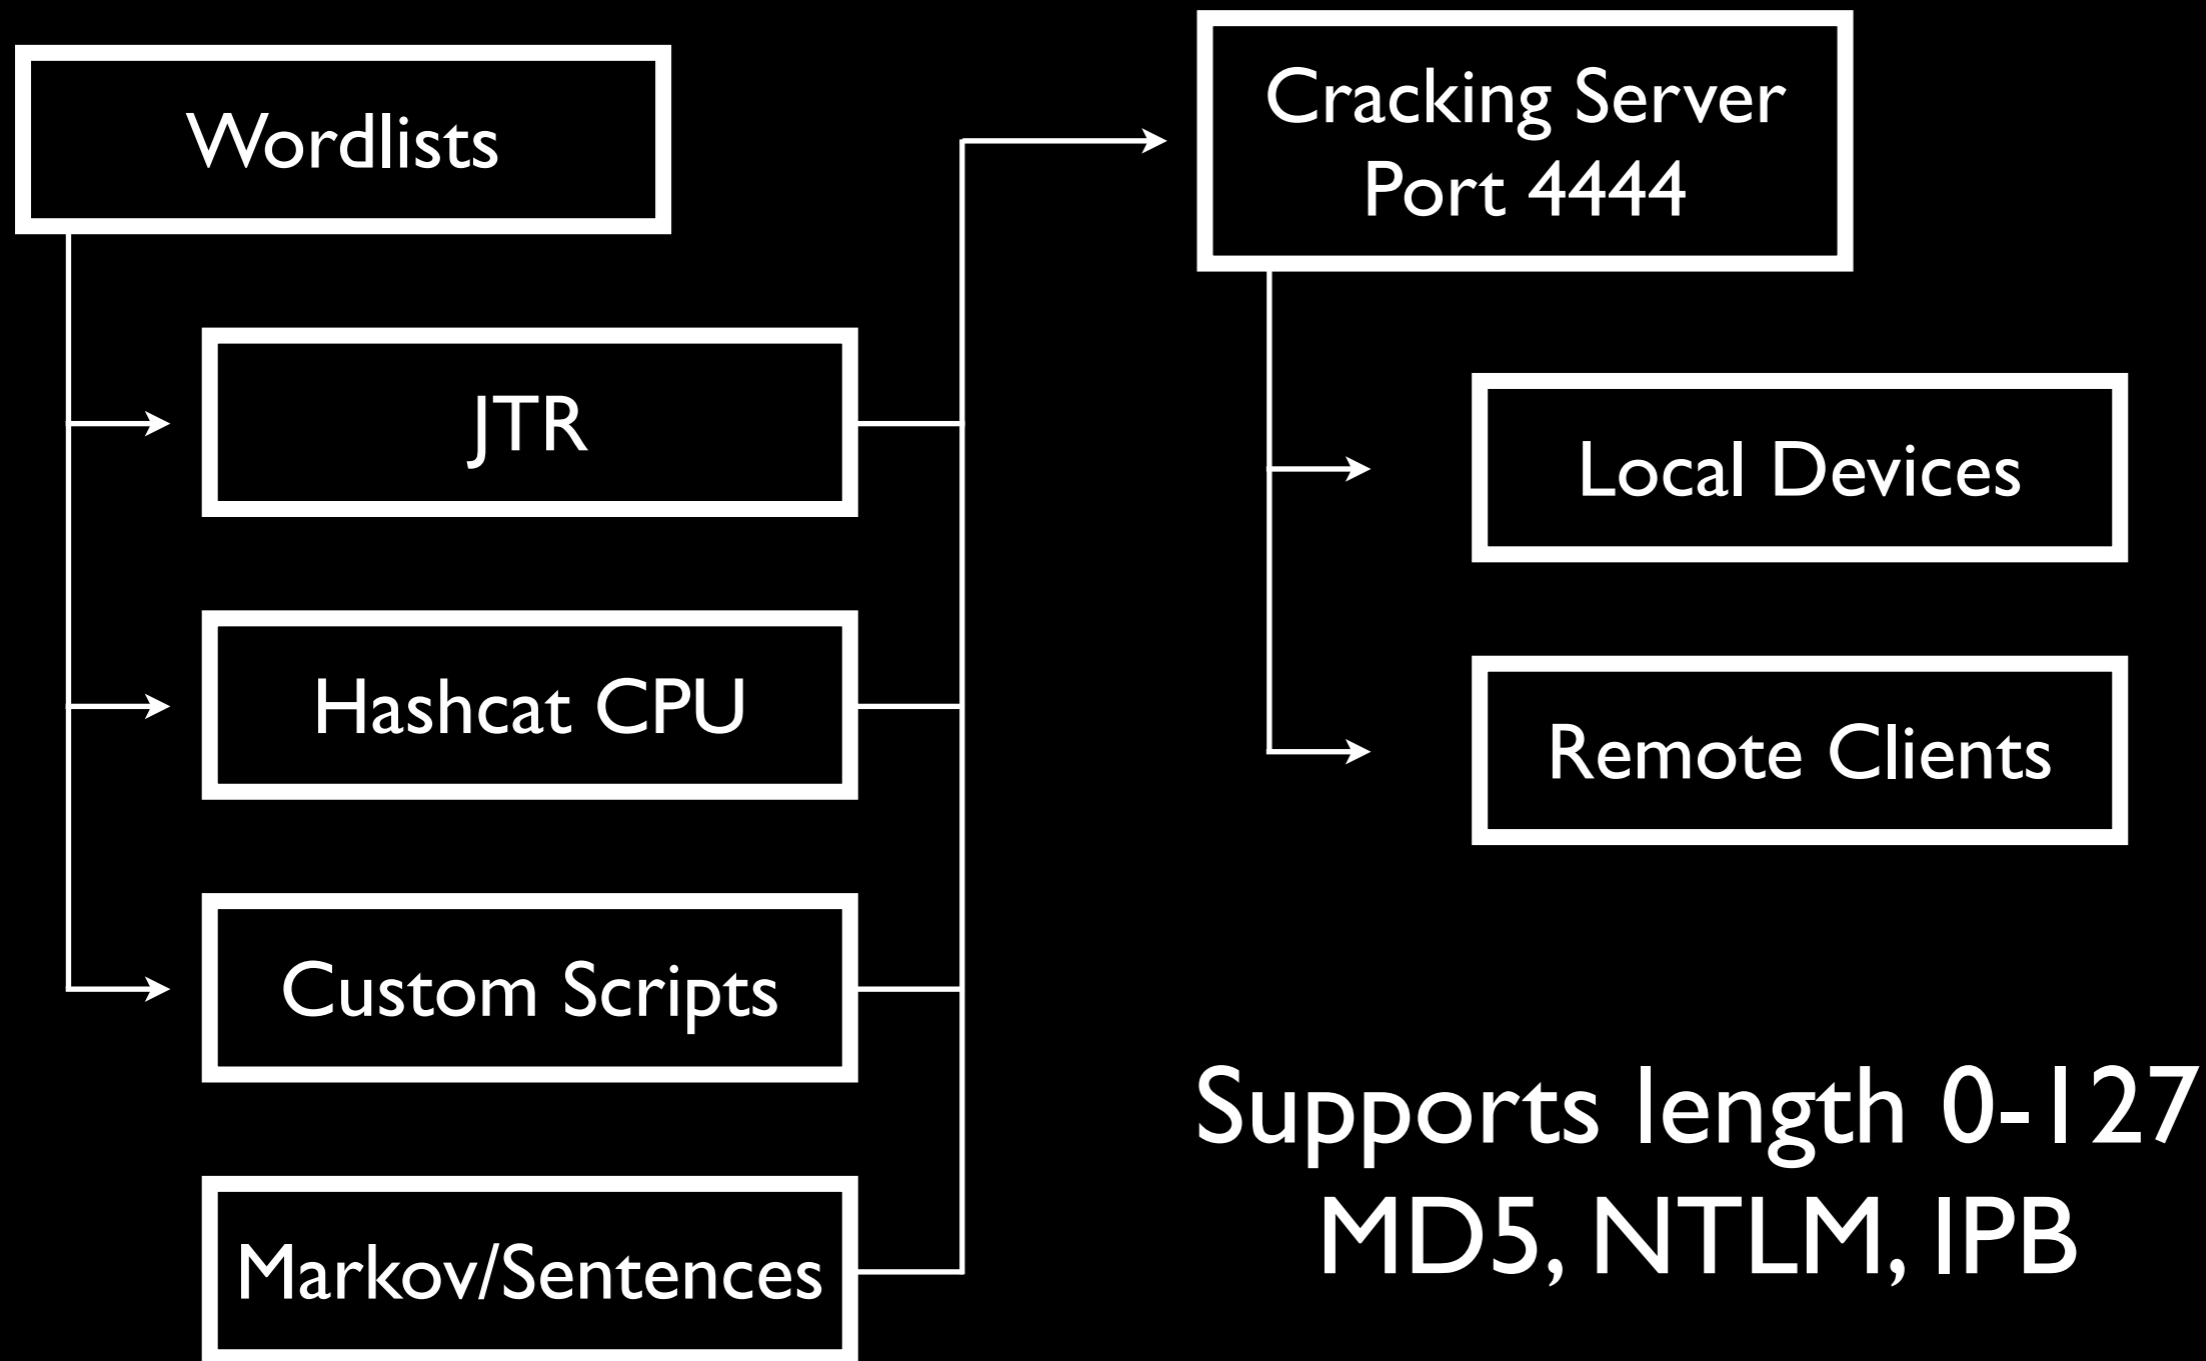 Wordlists
JTR
Hashcat CPU
Custom Scripts
Markov/Sentences
Cracking Server
Port 4444
Local Devices
Remote Clients
Supports length 0-127
MD5, NTLM, IPB